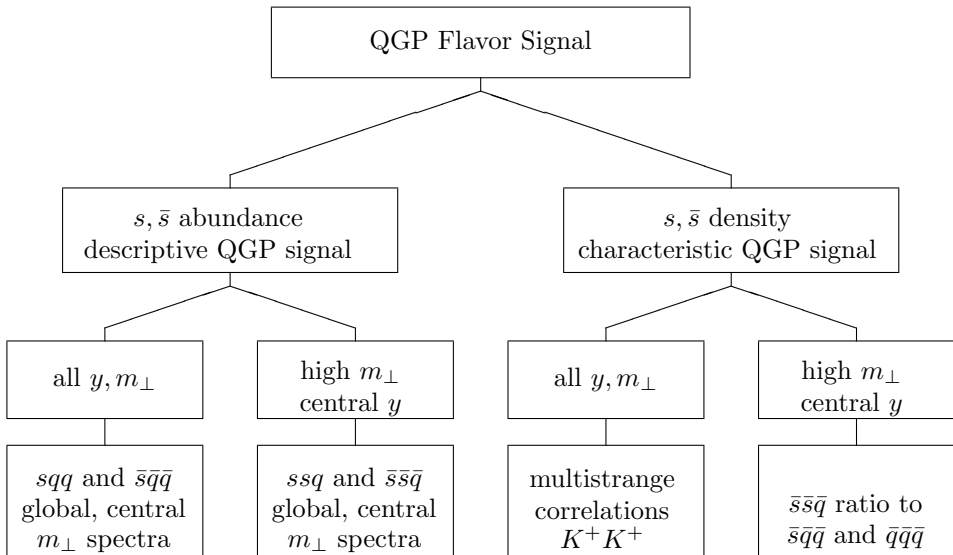 QGP Flavor Signal
s, s̄ abundance
descriptive QGP signal
s, s̄ density
characteristic QGP signal
all y, m⊥
high m⊥
central y
all y, m⊥
high m⊥
central y
sqq and s̄q̄q̄
global, central
m⊥ spectra
ssq and s̄s̄q̄
global, central
m⊥ spectra
multistrange
correlations
K⁺K⁺
s̄s̄q̄ ratio to
s̄q̄q̄ and q̄q̄q̄